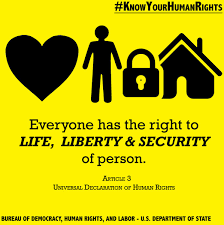 #KnowYourHumanRights
Everyone has the right to
LIFE, LIBERTY & SECURITY
of person.
Article 3
Universal Declaration of Human Rights
BUREAU OF DEMOCRACY, HUMAN RIGHTS, AND LABOR - U.S. DEPARTMENT OF STATE